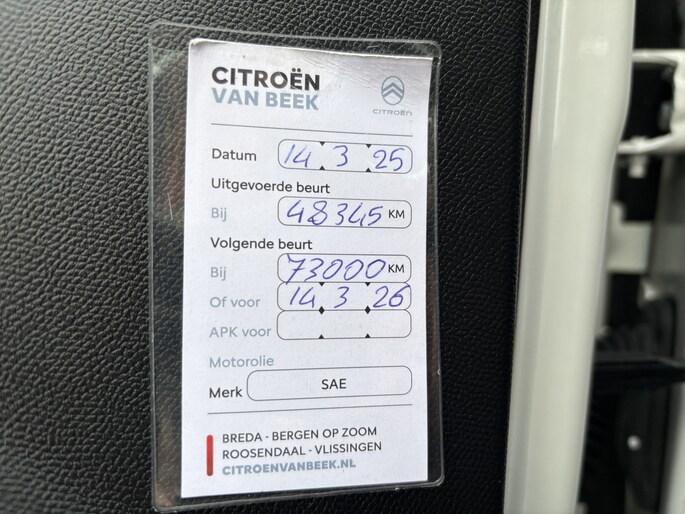 CITROËN
VAN BEEK
CITROËN
Datum 14 3 25
Uitgevoerde beurt
Bij 48345 KM
Volgende beurt
Bij 73000 KM
Of voor 14 3 26
APK voor
Motorolie
Merk SAE
BREDA - BERGEN OP ZOOM
ROOSENDAAL - VLISSINGEN
CITROENVANBEEK.NL